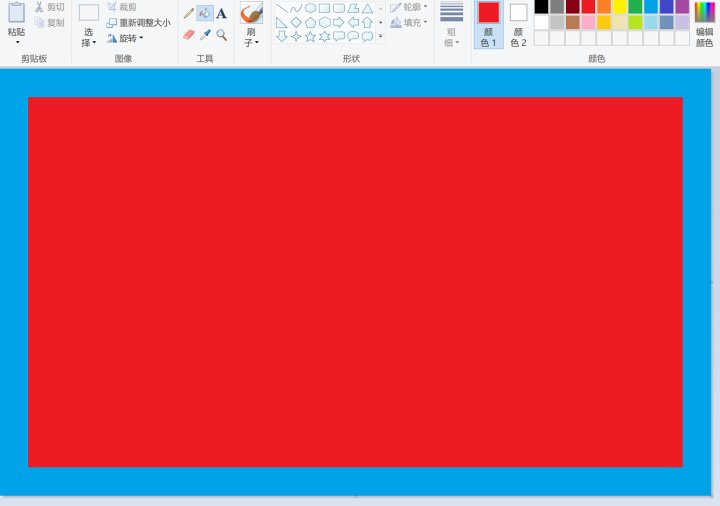 剪切
复制
粘贴
剪贴板
裁剪
重新调整大小
旋转
选
择
图像
A
工具
刷
子
轮廓
填充
形状
粗
细
颜
色 1
颜
色 2
编辑
颜色
颜色